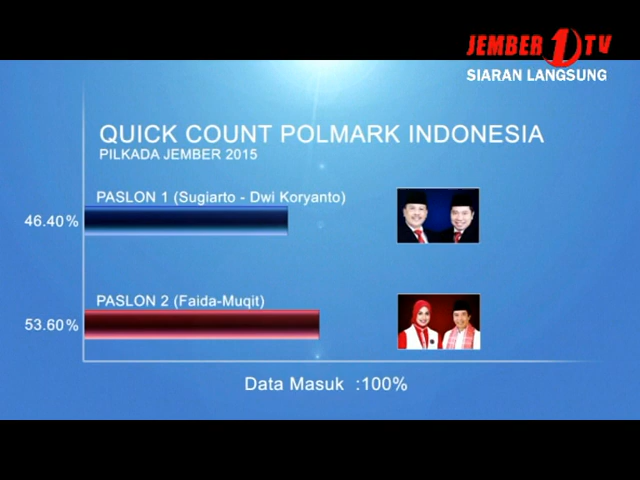 JEMBER 1 TV
SIARAN LANGSUNG
QUICK COUNT POLMARK INDONESIA
PILKADA JEMBER 2015
PASLON 1 (Sugiarto - Dwi Koryanto)
46.40%
PASLON 2 (Faida-Muqit)
53.60%
Data Masuk :100%